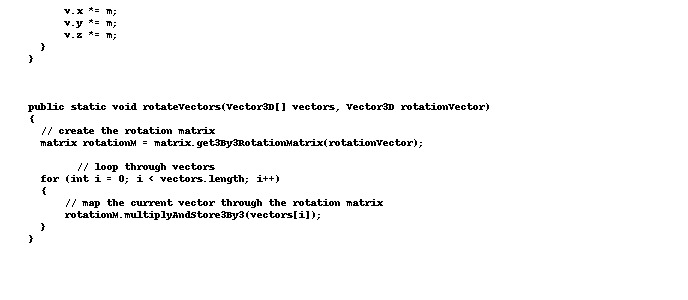 v.x *= m;
v.y *= m;
v.z *= m;
}
}
public static void rotateVectors(Vector3D[] vectors, Vector3D rotationVector)
{
// create the rotation matrix
matrix rotationM = matrix.get3By3RotationMatrix(rotationVector);
// loop through vectors
for (int i = 0; i < vectors.length; i++)
{
// map the current vector through the rotation matrix
rotationM.multiplyAndStore3By3(vectors[i]);
}
}